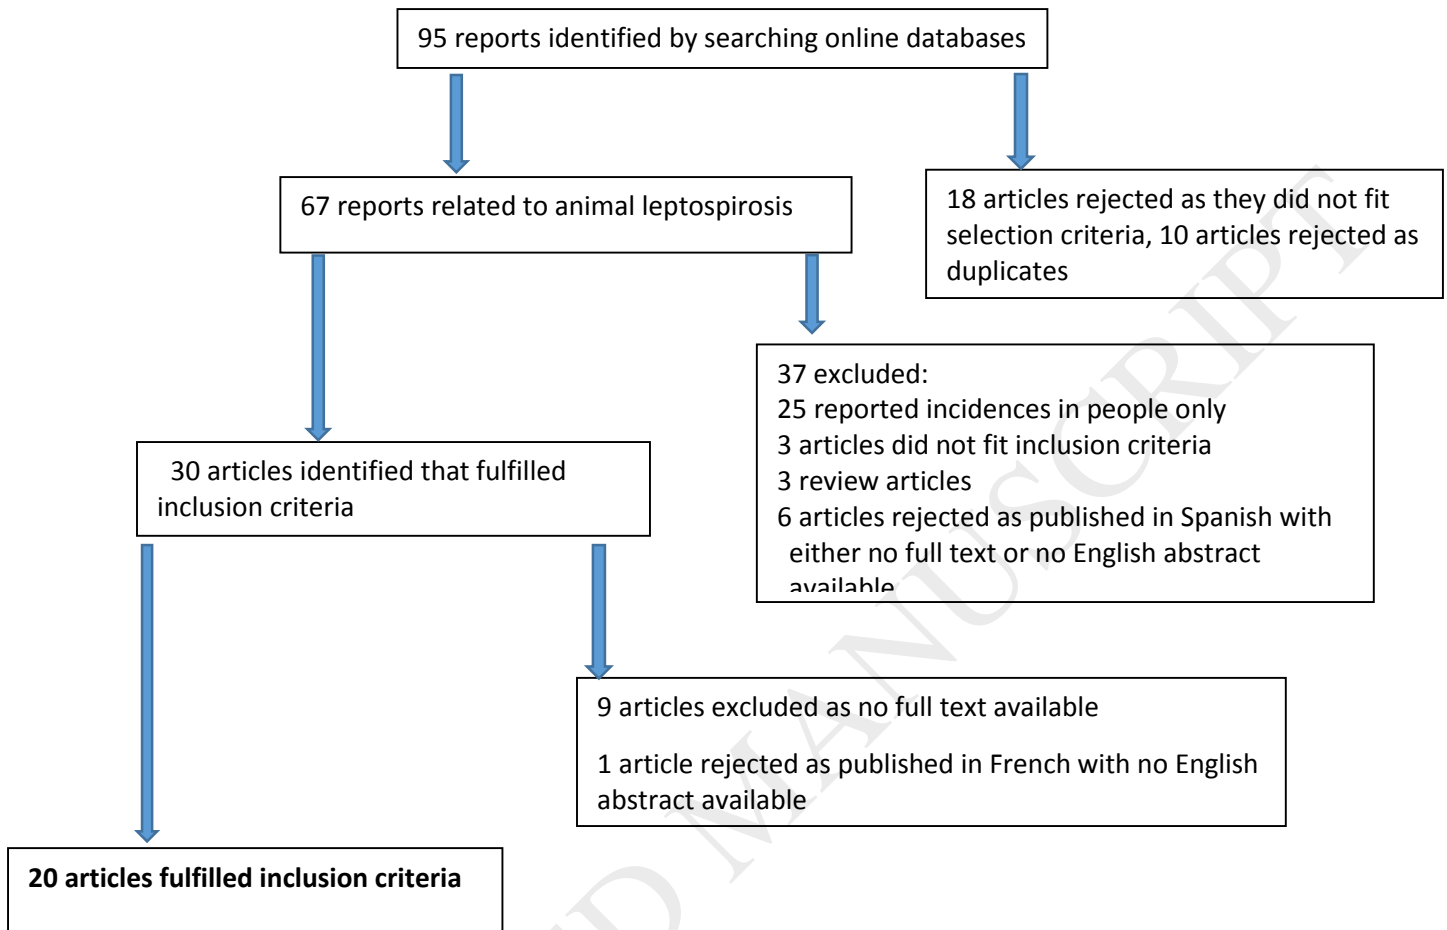 95 reports identified by searching online databases
67 reports related to animal leptospirosis
18 articles rejected as they did not fit
selection criteria, 10 articles rejected as
duplicates
37 excluded:
25 reported incidences in people only
3 articles did not fit inclusion criteria
3 review articles
6 articles rejected as published in Spanish with
either no full text or no English abstract
available
30 articles identified that fulfilled
inclusion criteria
9 articles excluded as no full text available
1 article rejected as published in French with no English
abstract available
20 articles fulfilled inclusion criteria
D MANUSCRIPT